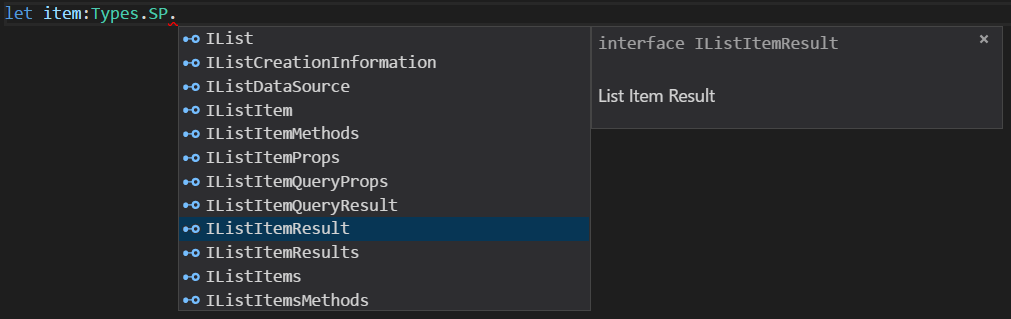 let item:Types.SP.
IList
IListCreationInformation
IListDataSource
IListItem
IListItemMethods
IListItemProps
IListItemQueryProps
IListItemQueryResult
IListItemResult
IListItemResults
IListItems
IListItemsMethods
interface IListItemResult ×
List Item Result